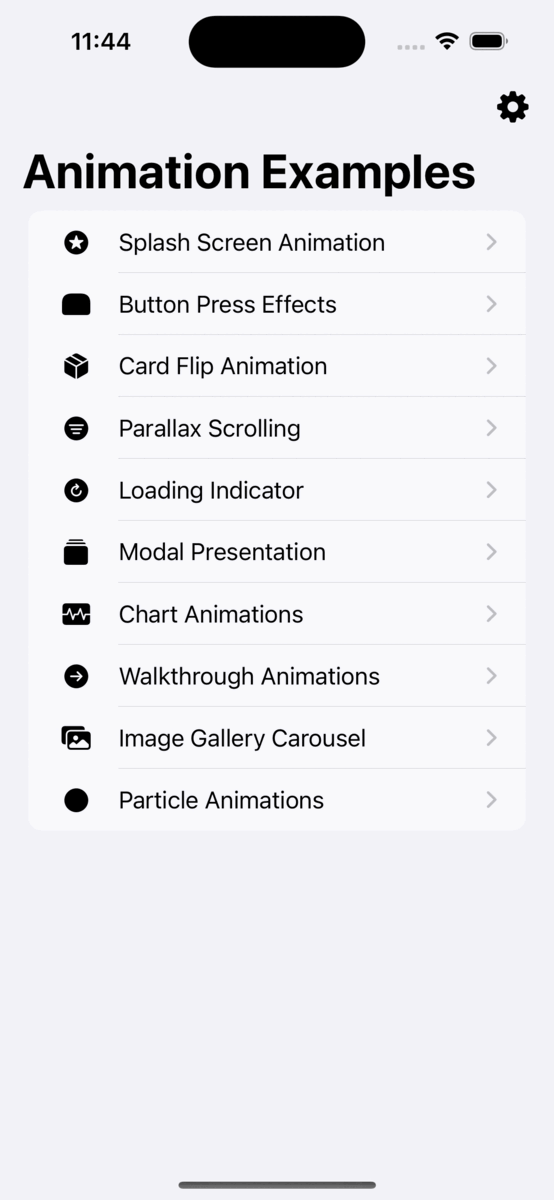 11:44
Animation Examples
Splash Screen Animation
Button Press Effects
Card Flip Animation
Parallax Scrolling
Loading Indicator
Modal Presentation
Chart Animations
Walkthrough Animations
Image Gallery Carousel
Particle Animations